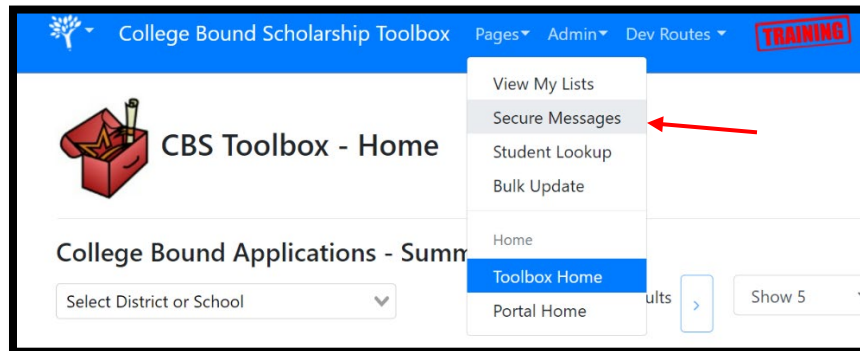 College Bound Scholarship Toolbox Pages Admin Dev Routes TRAINING
View My Lists
Secure Messages
CBS Toolbox - Home
Student Lookup
Bulk Update
Home
College Bound Applications - Summ
Toolbox Home
Select District or School
ults > Show 5
Portal Home